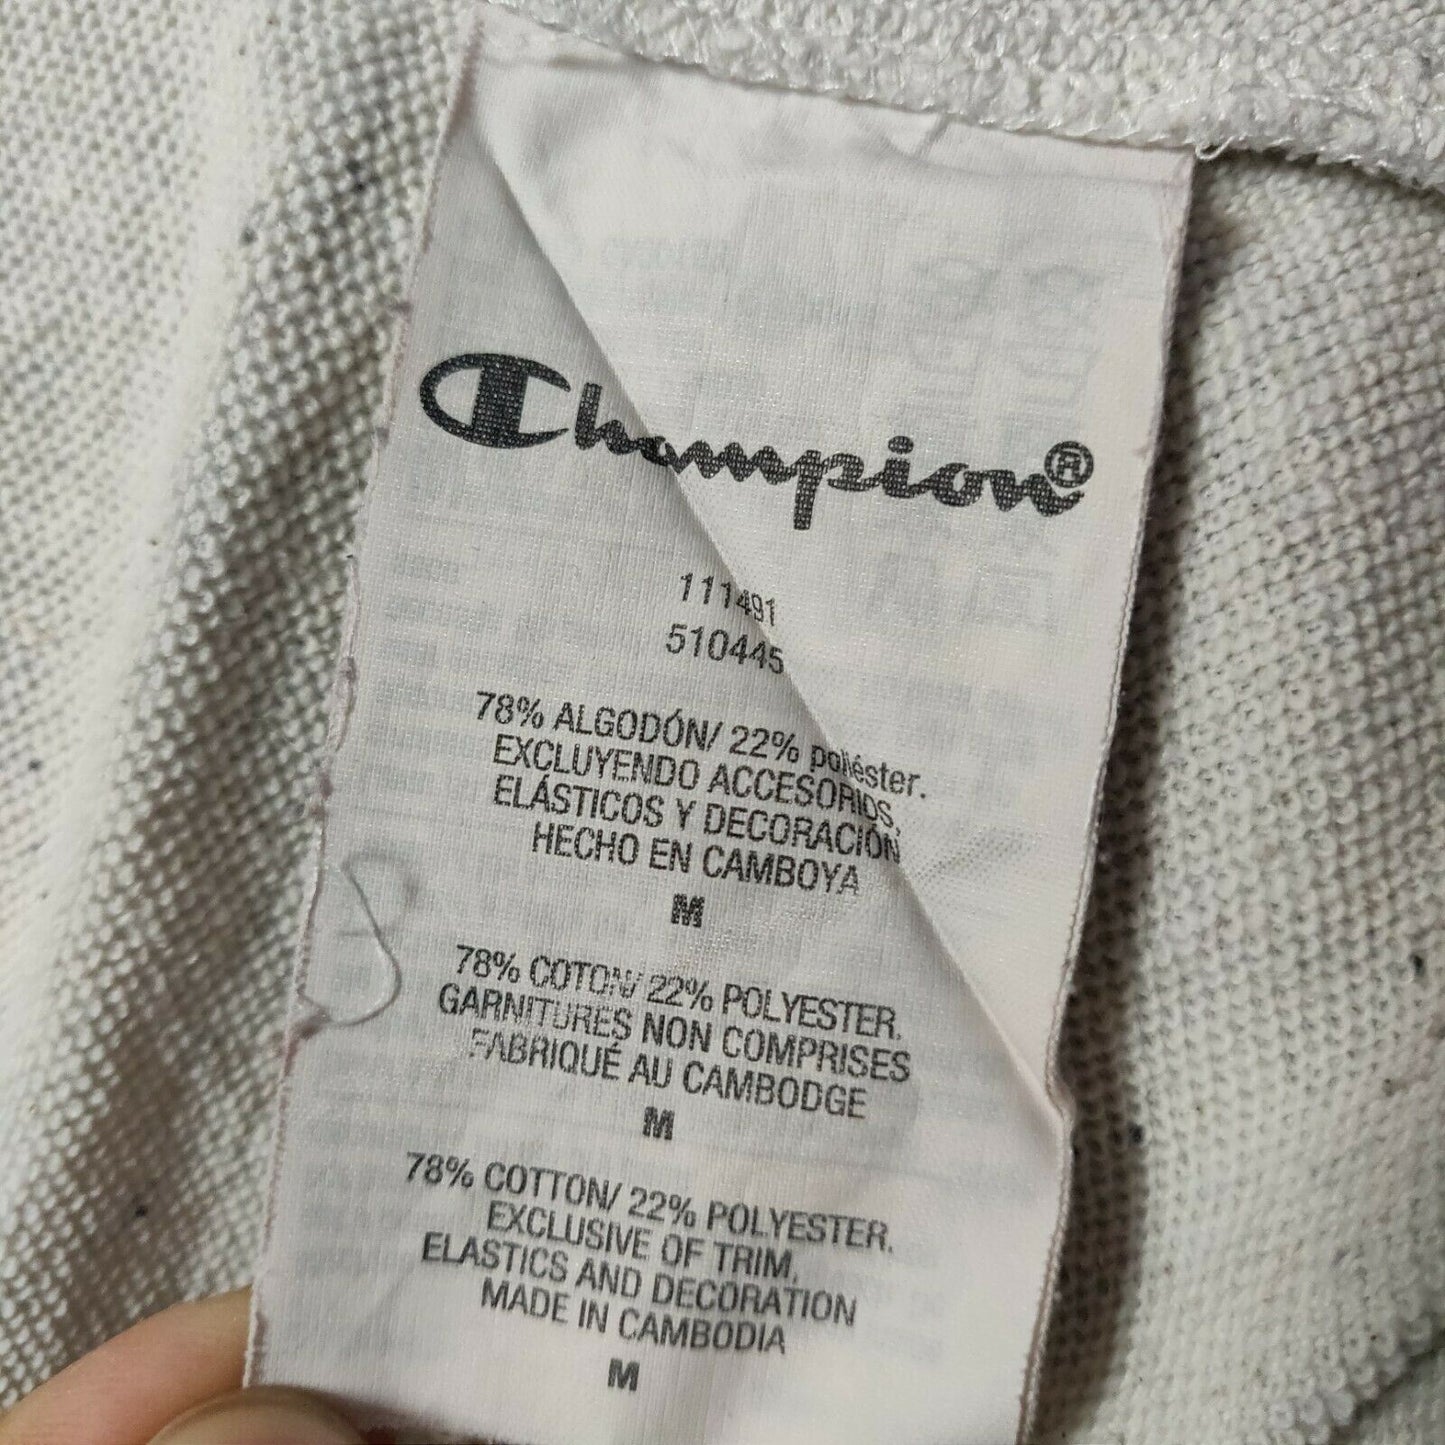 Champion®
111491
510445
78% ALGODÓN/ 22% poliéster.
EXCLUYENDO ACCESORIOS,
ELÁSTICOS Y DECORACIÓN
HECHO EN CAMBOYA
M
78% COTON/ 22% POLYESTER.
GARNITURES NON COMPRISES
FABRIQUÉ AU CAMBODGE
M
78% COTTON/ 22% POLYESTER.
EXCLUSIVE OF TRIM,
ELASTICS AND DECORATION
MADE IN CAMBODIA
M